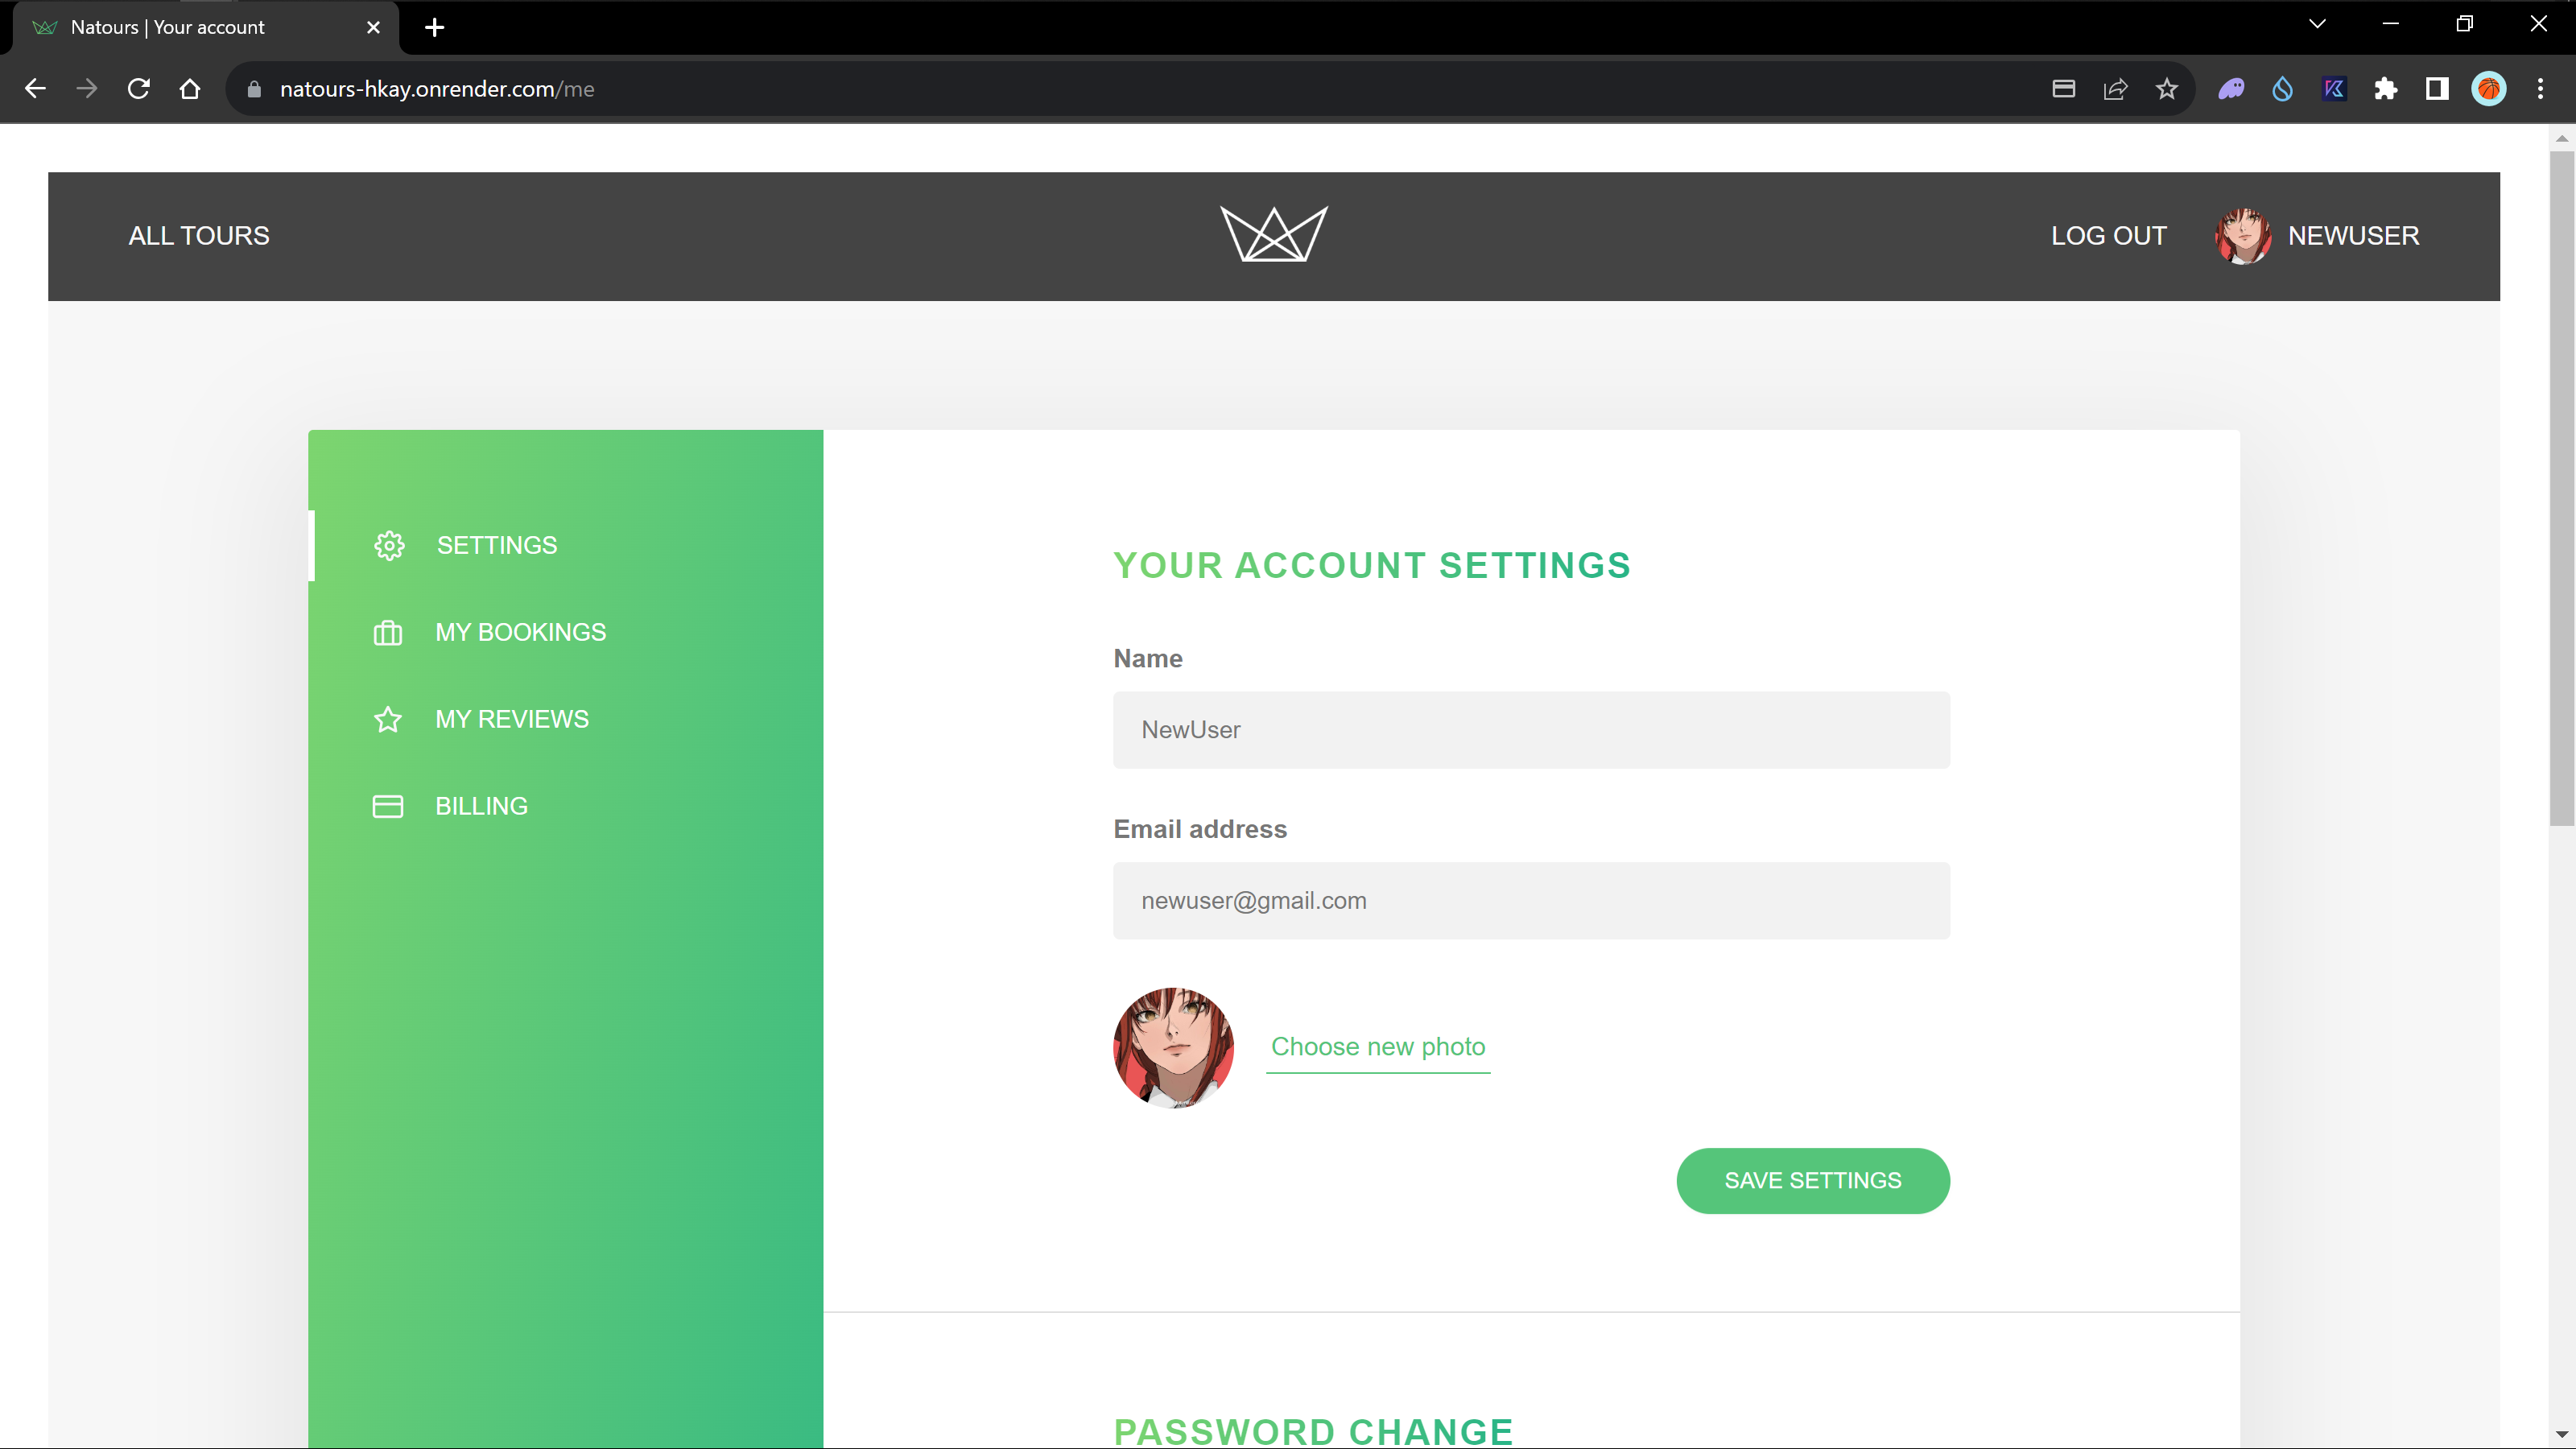 Natours | Your account
natours-hkay.onrender.com/me
ALL TOURS
LOG OUT
NEWUSER
SETTINGS
MY BOOKINGS
MY REVIEWS
BILLING
YOUR ACCOUNT SETTINGS
Name
NewUser
Email address
newuser@gmail.com
Choose new photo
SAVE SETTINGS
PASSWORD CHANGE